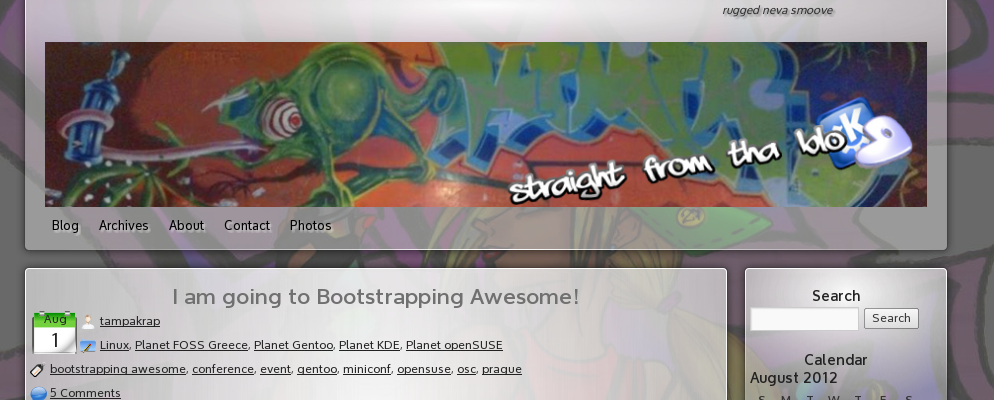 rugged neva smoove
straight from tha blok
Blog Archives About Contact Photos
I am going to Bootstrapping Awesome!
Aug
1
tampakrap
Linux, Planet FOSS Greece, Planet Gentoo, Planet KDE, Planet openSUSE
bootstrapping awesome, conference, event, gentoo, miniconf, opensuse, osc, prague
5 Comments
Search
Search
Calendar
August 2012
S M T W T F S